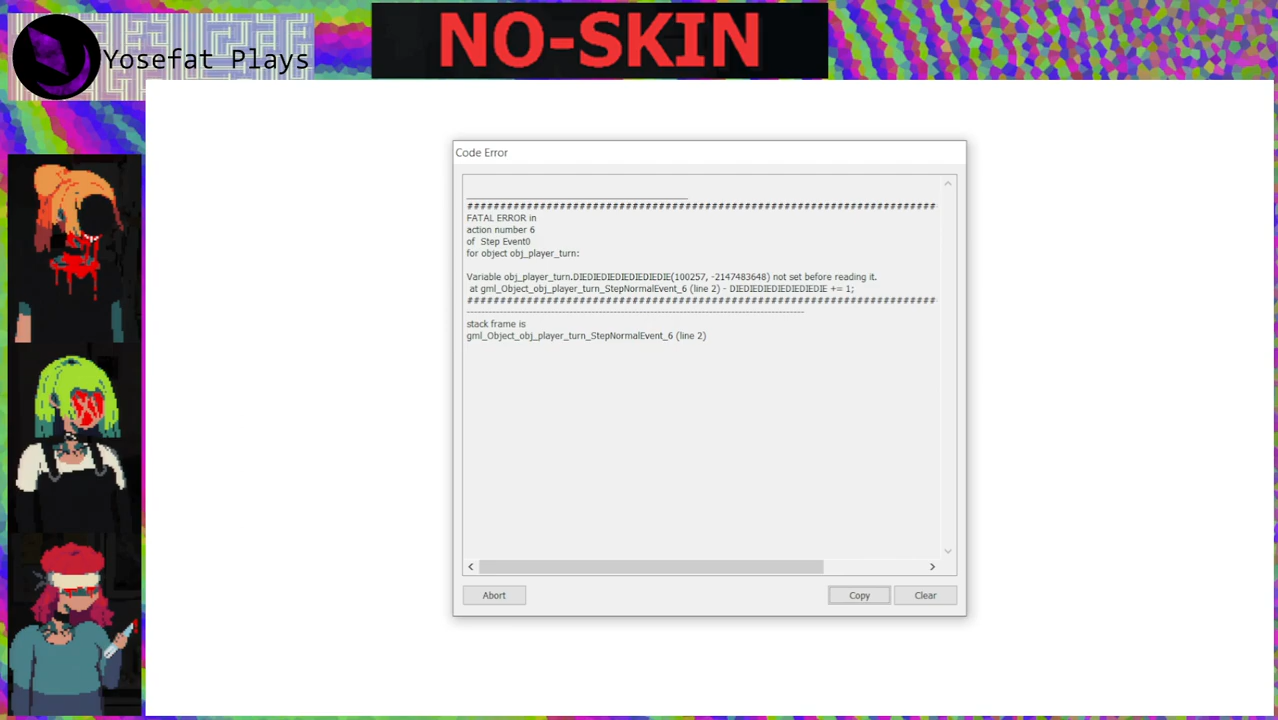 NO-SKIN
Yosefat Plays
Code Error
___________________________________________
######################################################################
FATAL ERROR in
action number 6
of Step Event0
for object obj_player_turn:
Variable obj_player_turn.DIEDIEDIEDIEDIEDIEDIE(100257, -2147483648) not set before reading it.
at gml_Object_obj_player_turn_StepNormalEvent_6 (line 2) - DIEDIEDIEDIEDIEDIEDIE += 1;
######################################################################
--------------------------------------------------------------------------------------------
stack frame is
gml_Object_obj_player_turn_StepNormalEvent_6 (line 2)
Abort
Copy
Clear